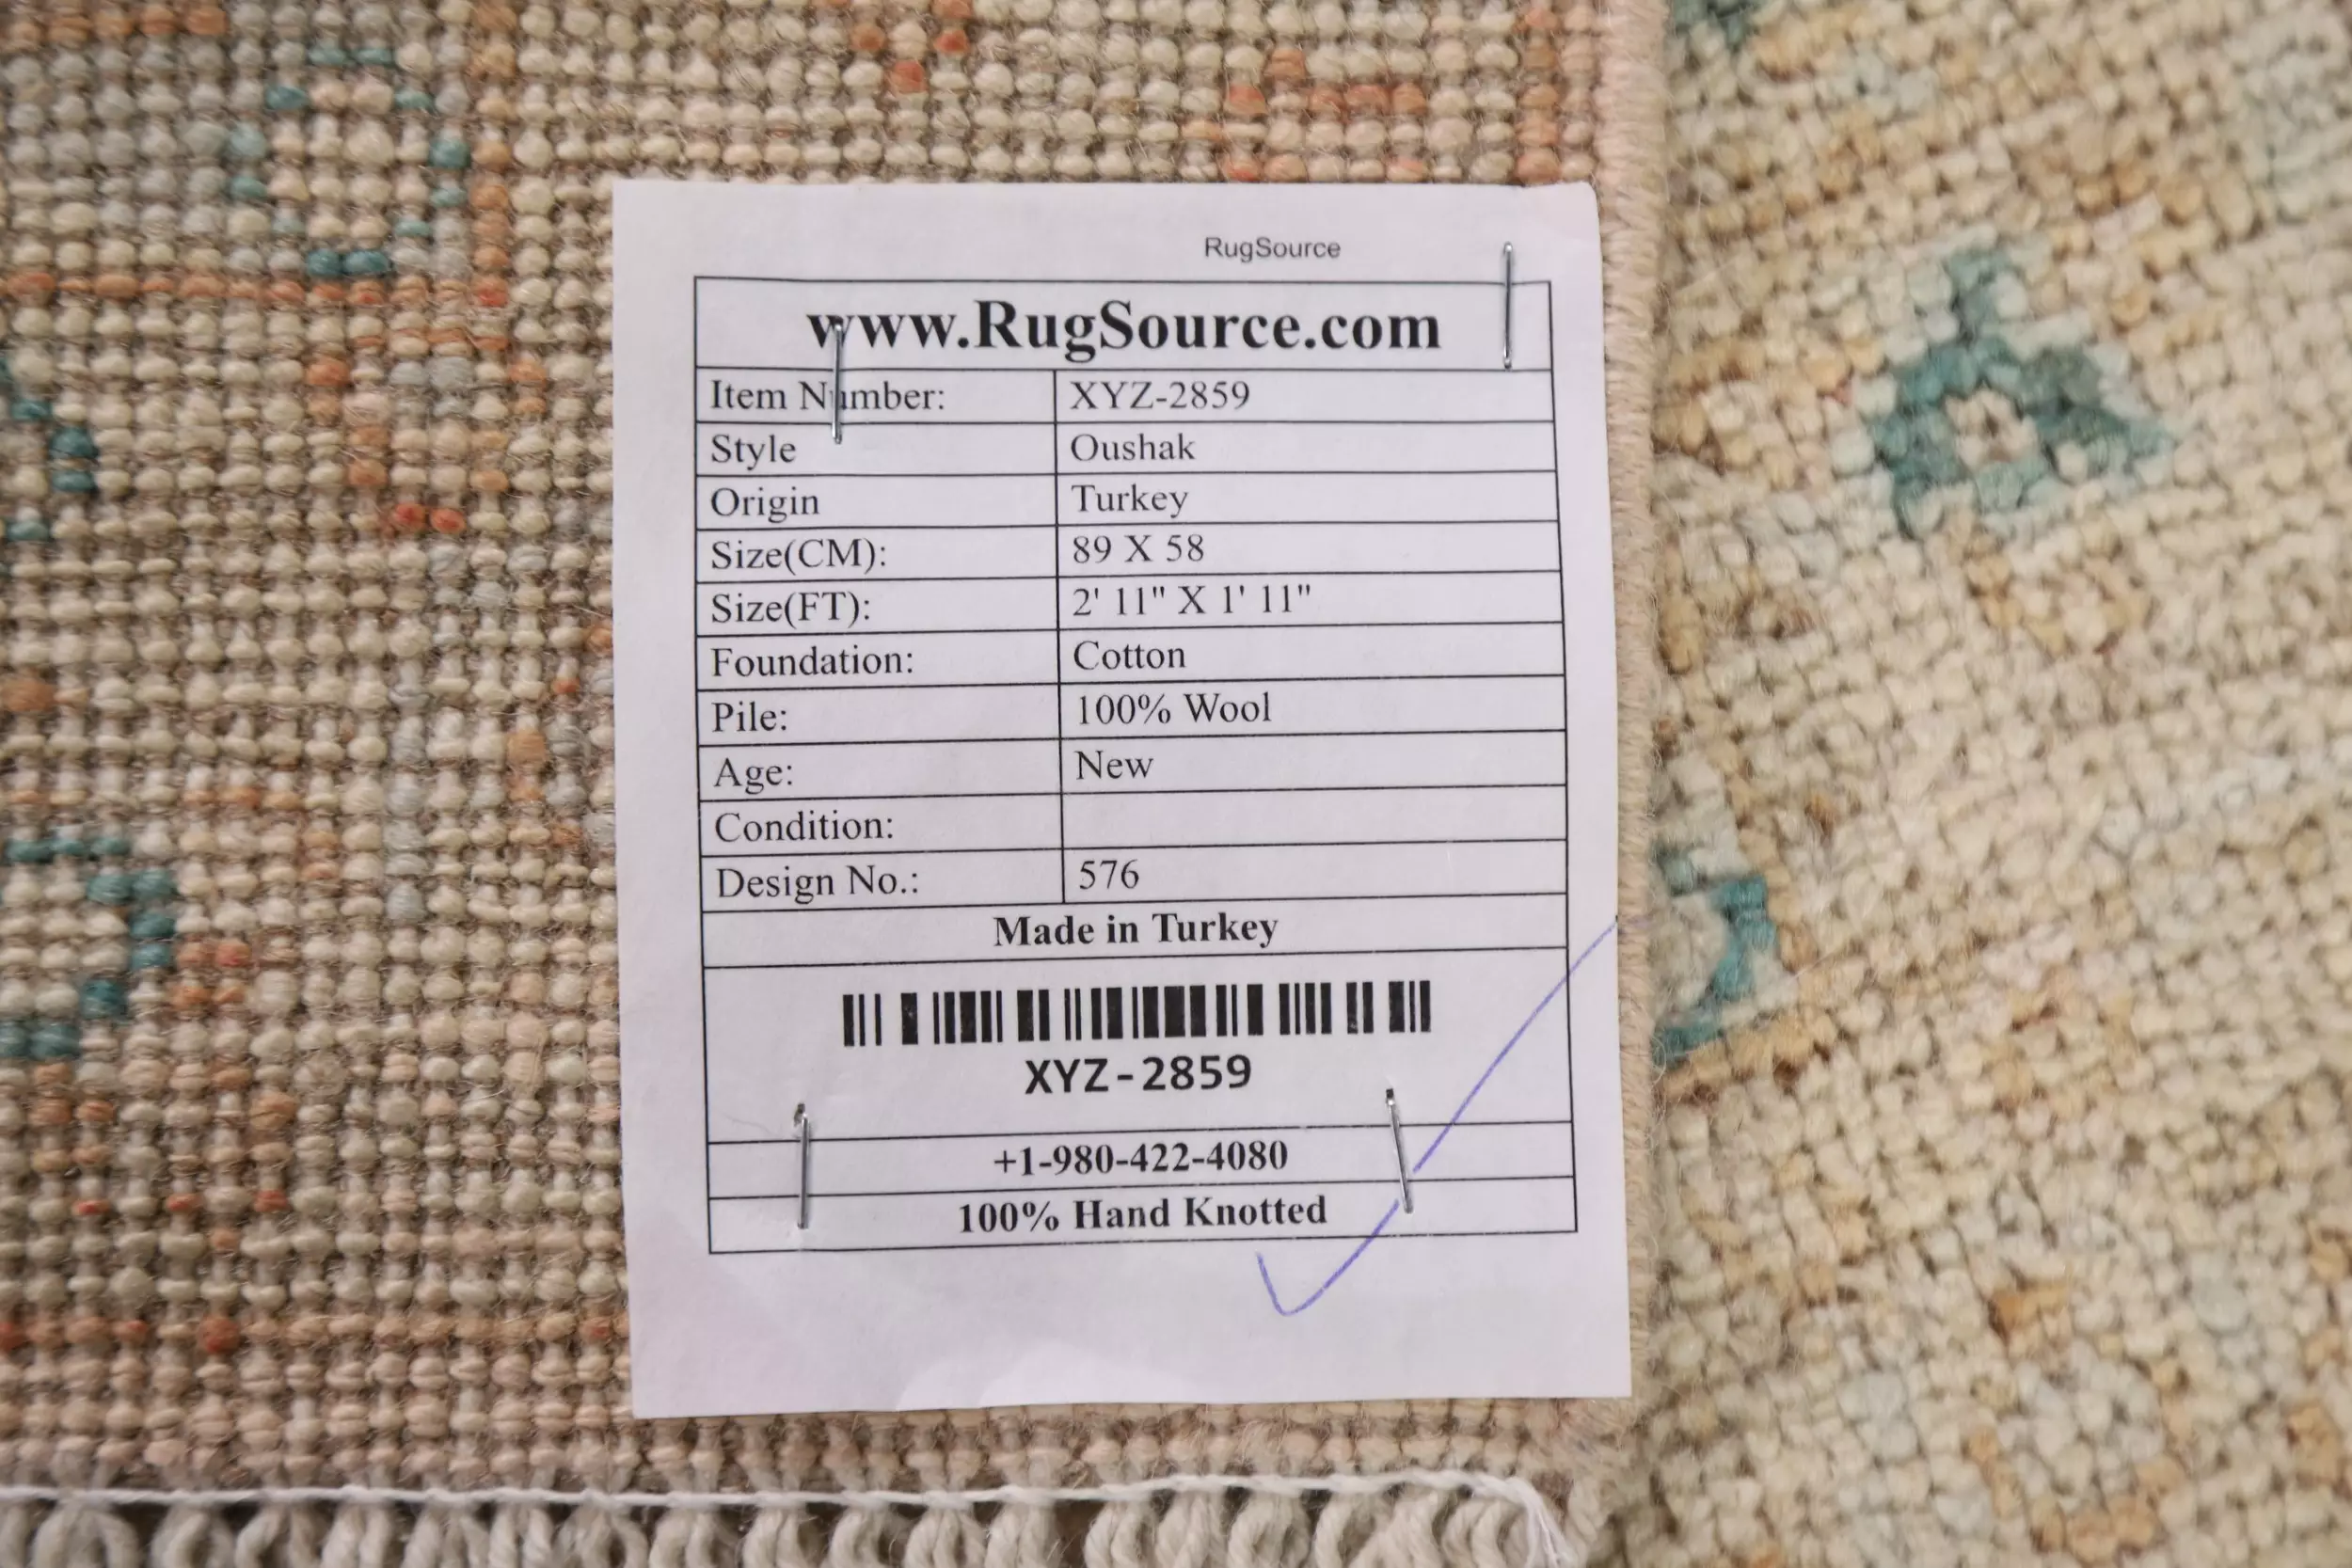 RugSource
www.RugSource.com
Item Number: XYZ-2859
Style Oushak
Origin Turkey
Size(CM): 89 X 58
Size(FT): 2' 11" X 1' 11"
Foundation: Cotton
Pile: 100% Wool
Age: New
Condition:
Design No.: 576
Made in Turkey
XYZ-2859
+1-980-422-4080
100% Hand Knotted